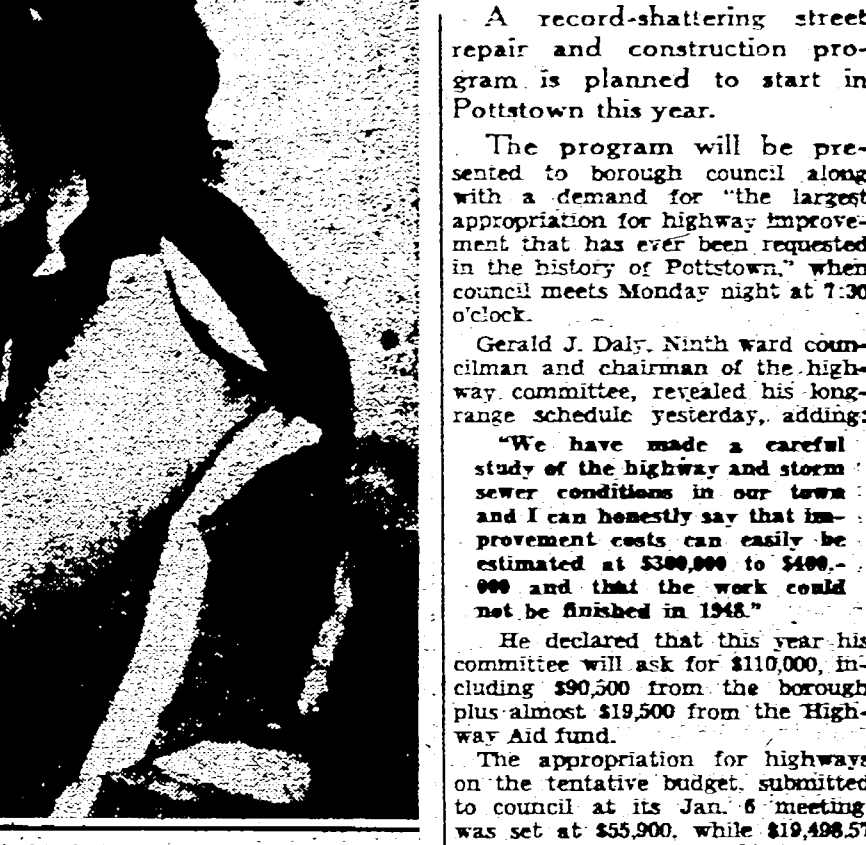 A record-shattering street
repair and construction pro-
gram is planned to start in
Pottstown this year.
The program will be pre-
sented to borough council along
with a demand for "the largest
appropriation for highway improve-
ment that has ever been requested
in the history of Pottstown," when
council meets Monday night at 7:30
o'clock.
Gerald J. Daly, Ninth ward coun-
cilman and chairman of the high-
way committee, revealed his long-
range schedule yesterday, adding:
"We have made a careful
study of the highway and storm
sewer conditions in our town
and I can honestly say that im-
provement costs can easily be
estimated at $300,000 to $400,-
000 and that the work could
not be finished in 1948."
He declared that this year his
committee will ask for $110,000, in-
cluding $90,500 from the borough
plus almost $19,500 from the High-
way Aid fund.
The appropriation for highways
on the tentative budget, submitted
to council at its Jan. 6 meeting
was set at $55,900, while $19,498.57